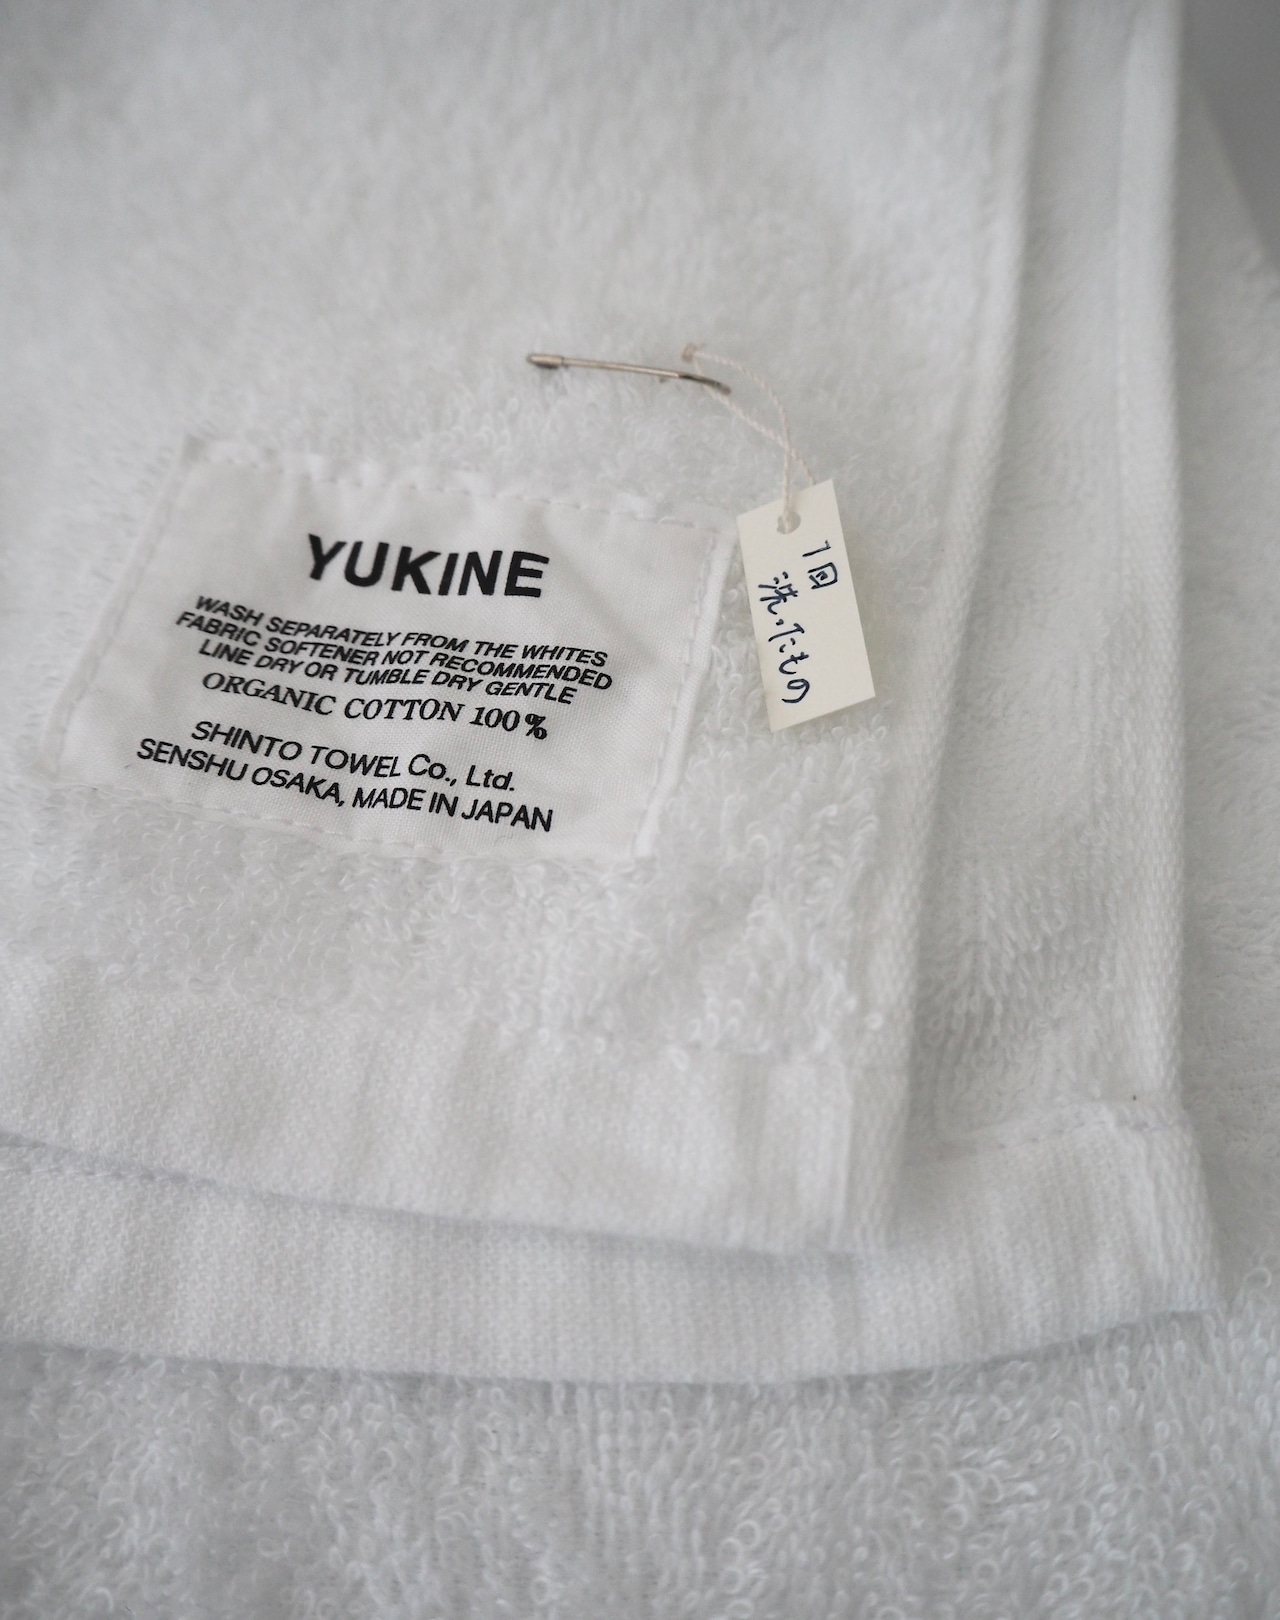 YUKINE
WASH SEPARATELY FROM THE WHITES
FABRIC SOFTENER NOT RECOMMENDED
LINE DRY OR TUMBLE DRY GENTLE
ORGANIC COTTON 100%
SHINTO TOWEL Co., Ltd.
SENSHU OSAKA, MADE IN JAPAN
1回
洗ったもの